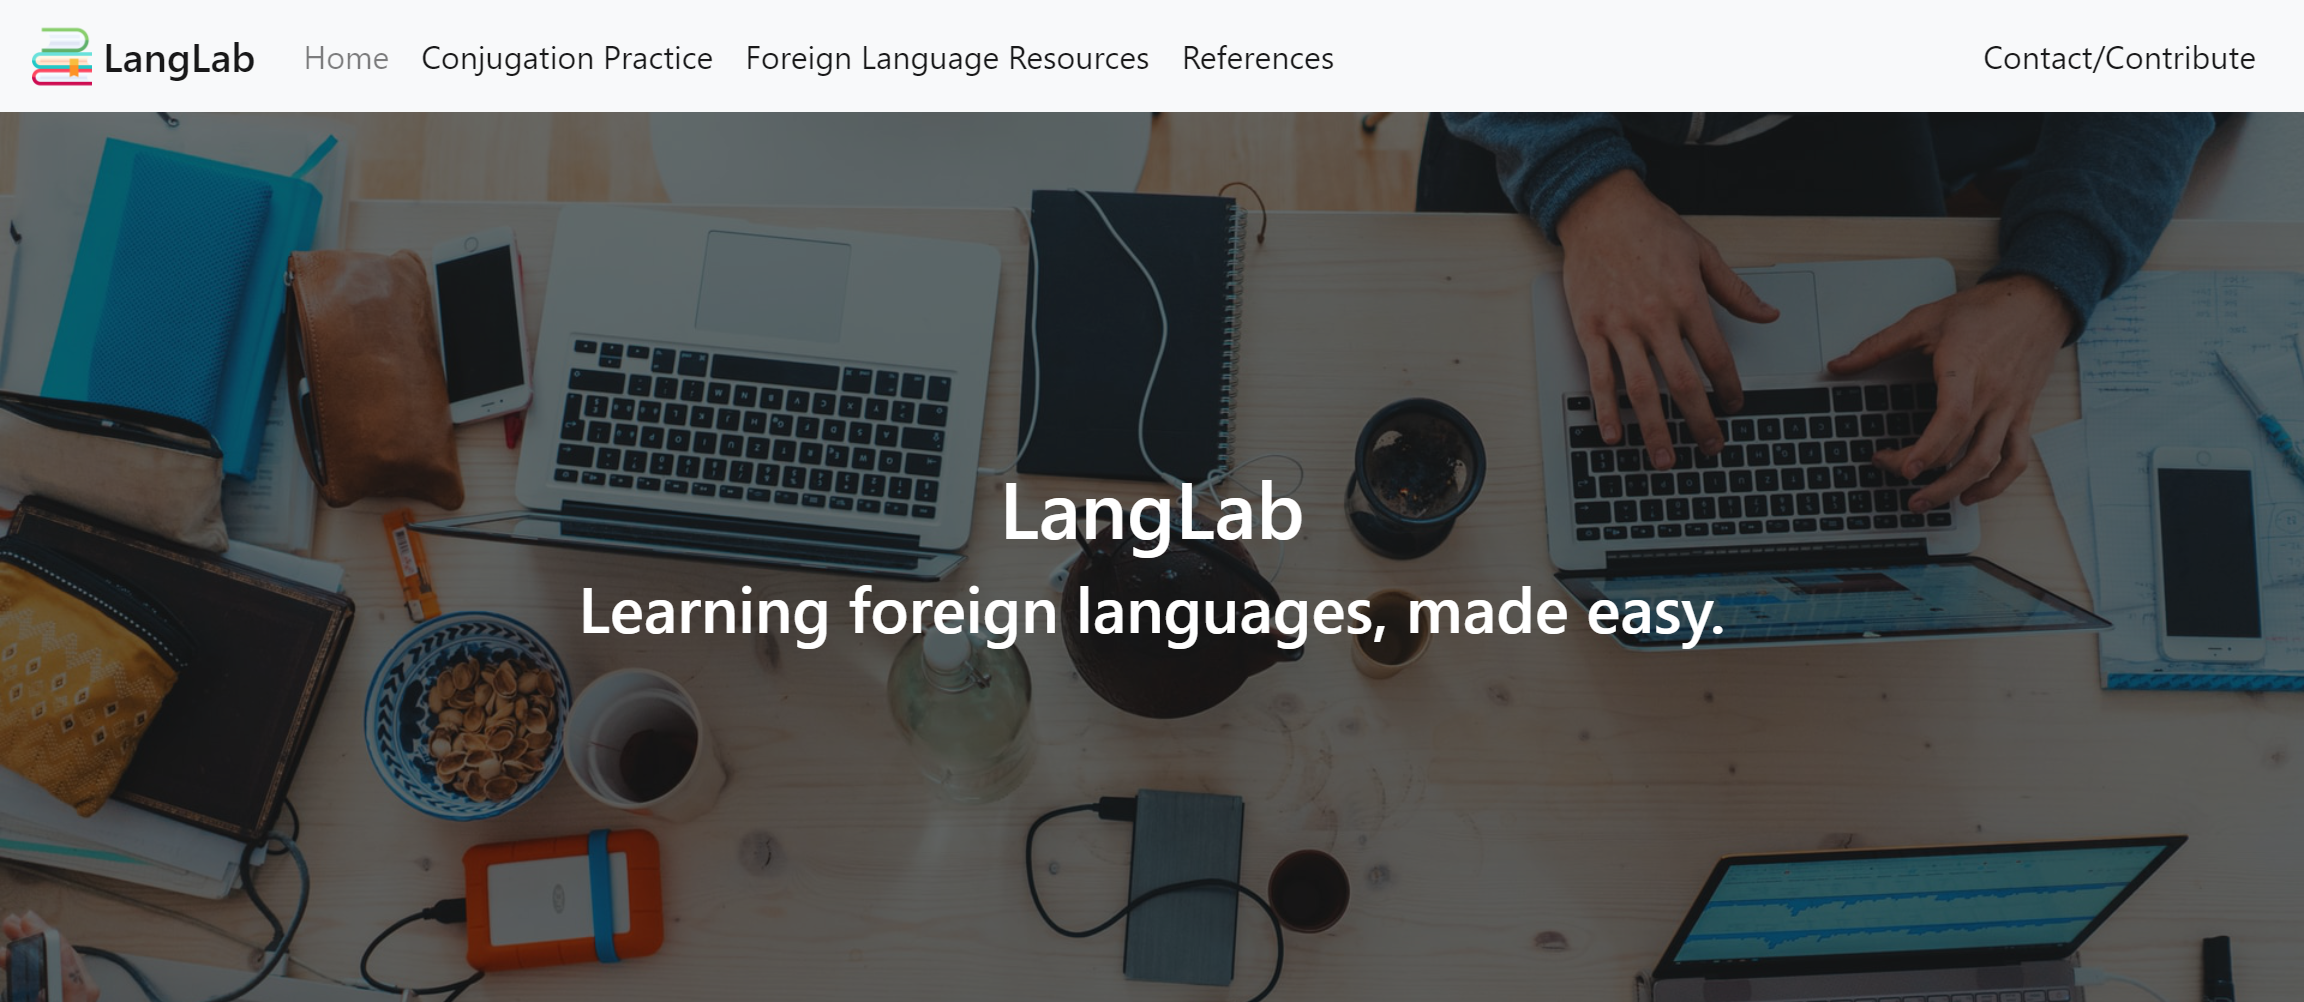 LangLab
Home
Conjugation Practice
Foreign Language Resources
References
Contact/Contribute
LangLab
Learning foreign languages, made easy.